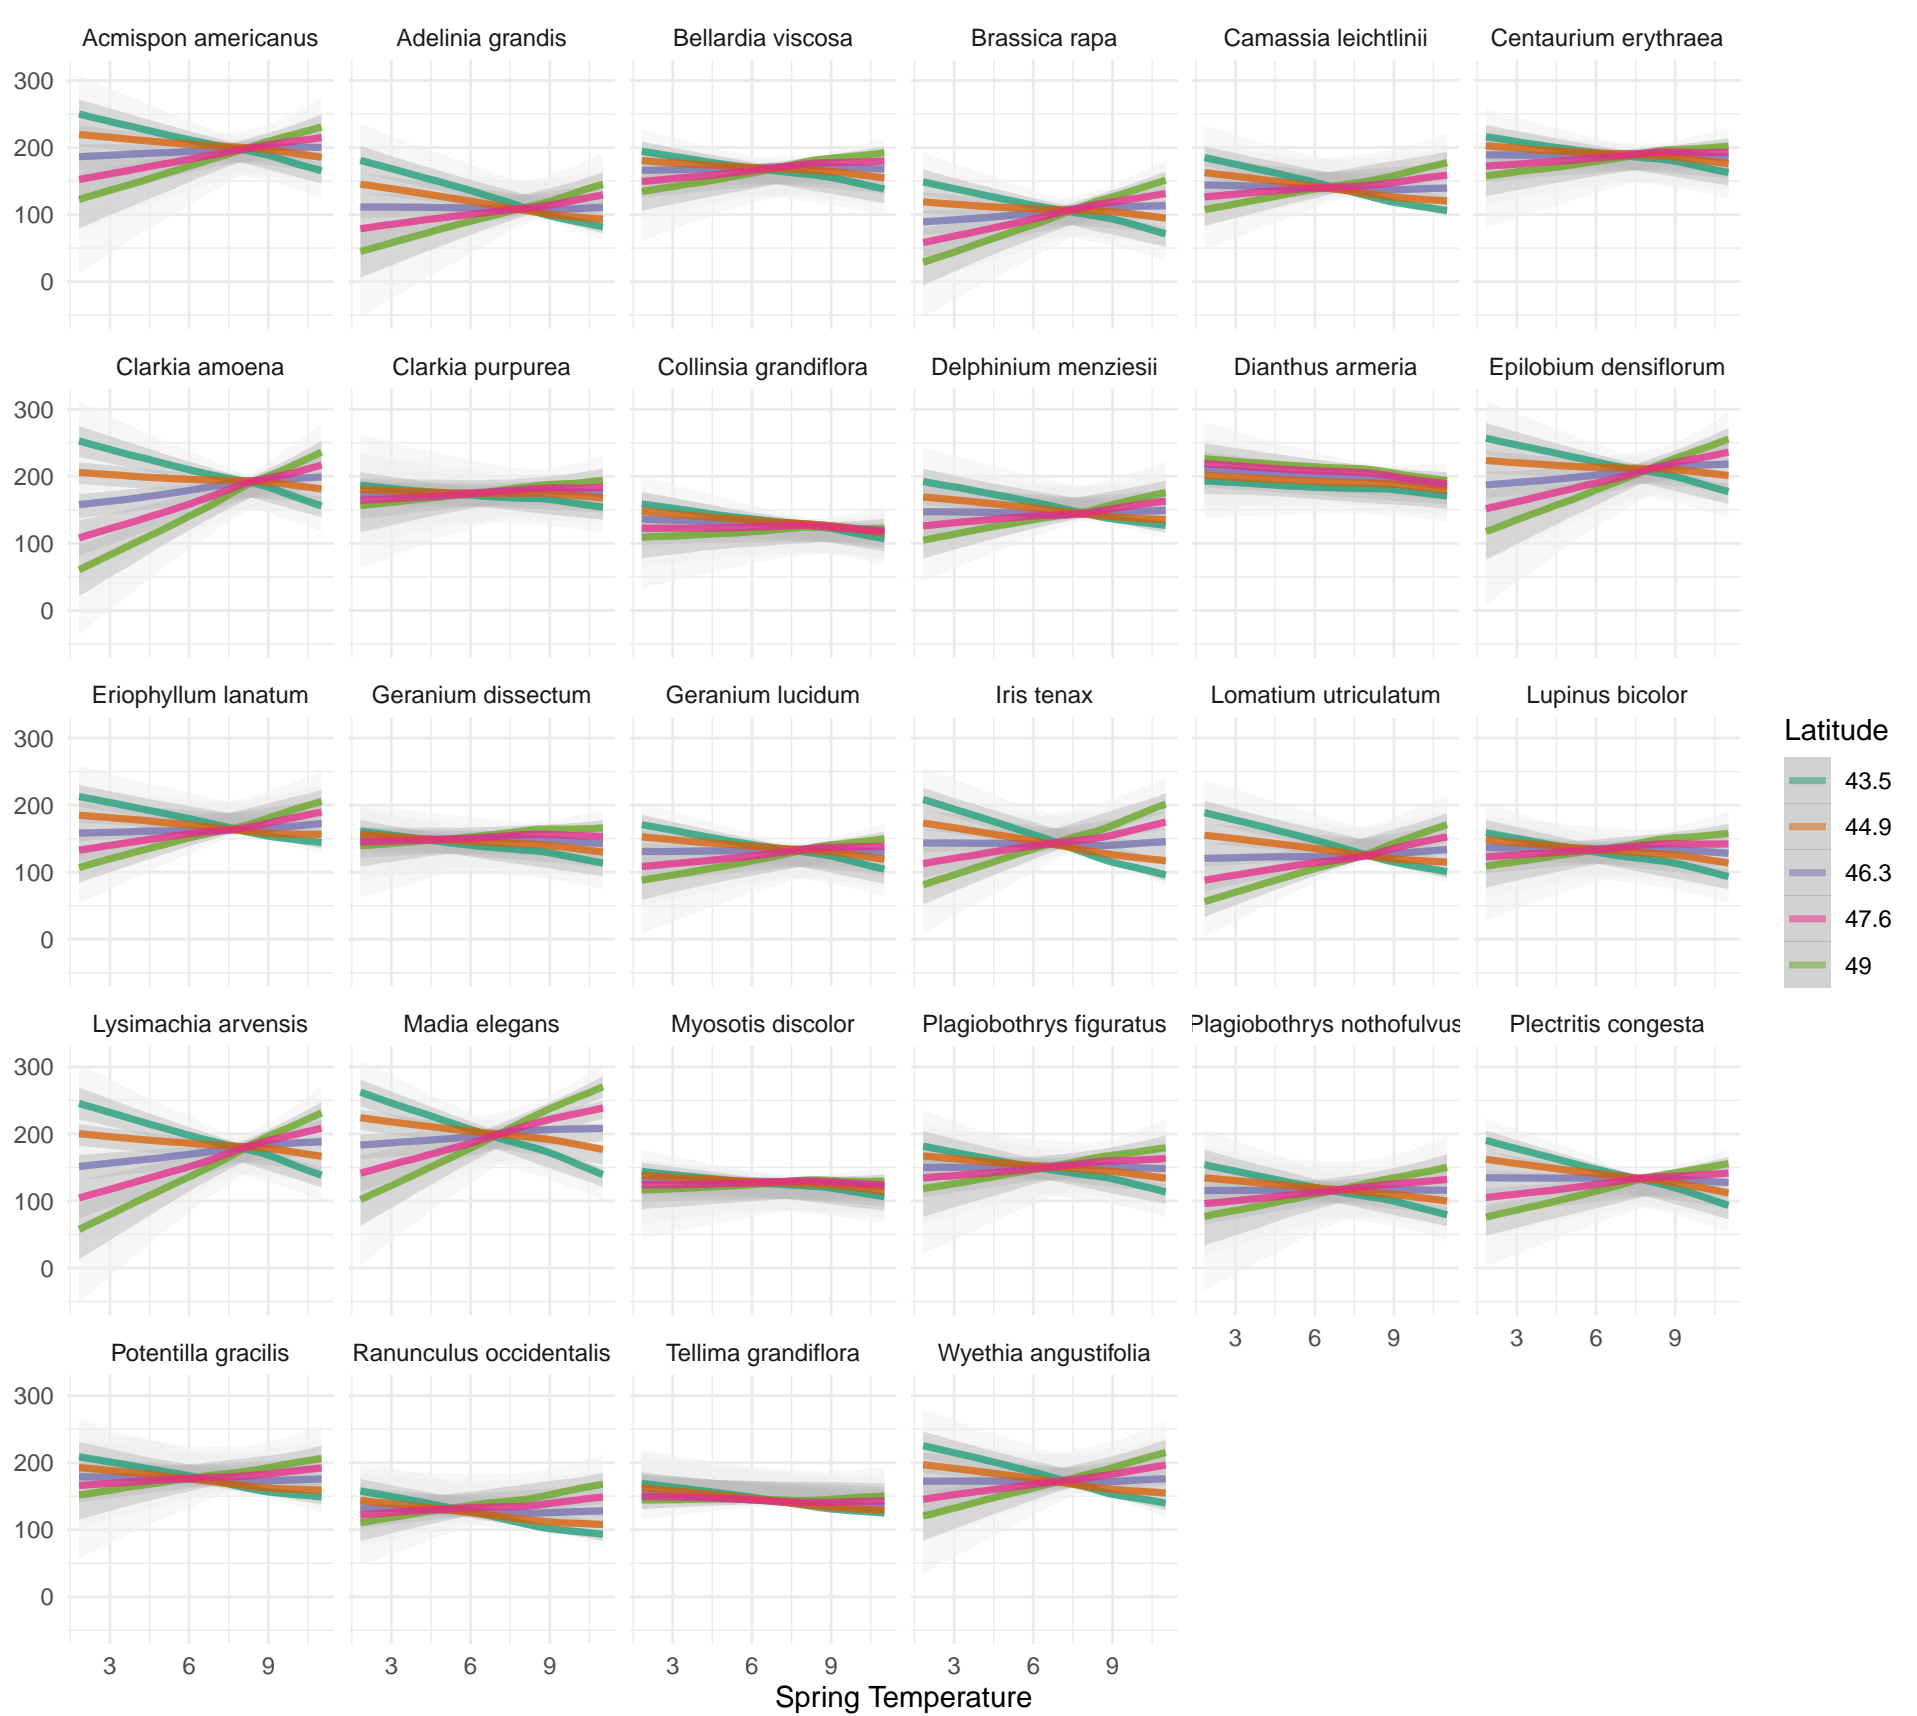 Acmispon americanus Adelinia grandis Bellardia viscosa Brassica rapa Camassia leichtlinii Centaurium erythraea
300
200
100
0
Clarkia amoena Clarkia purpurea Collinsia grandiflora Delphinium menziesii Dianthus armeria Epilobium densiflorum
300
200
100
0
Eriophyllum lanatum Geranium dissectum Geranium lucidum Iris tenax Lomatium utriculatum Lupinus bicolor
300
200
100
0
Latitude
43.5
44.9
46.3
47.6
49
Lysimachia arvensis Madia elegans Myosotis discolor Plagiobothrys figuratus Plagiobothrys nothofulvus Plectritis congesta
300
200
100
0
3 6 9 3 6 9
Potentilla gracilis Ranunculus occidentalis Tellima grandiflora Wyethia angustifolia
300
200
100
0
3 6 9 3 6 9 3 6 9 3 6 9
Spring Temperature